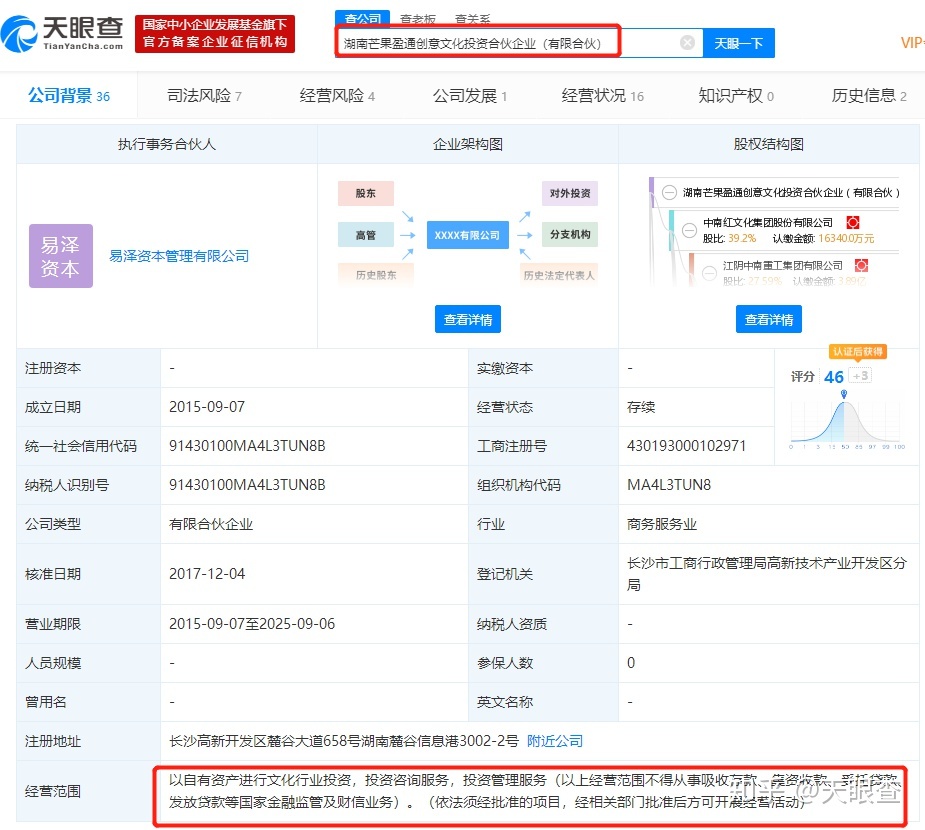 天眼查
TianYanCha.com
国家中小企业发展基金旗下
官方备案企业征信机构
查公司 查老板 查关系
湖南芒果盈通创意文化投资合伙企业（有限合伙）
天眼一下
VIP
公司背景 36 司法风险 7 经营风险 4 公司发展 1 经营状况 16 知识产权 0 历史信息 2
执行事务合伙人 企业架构图 股权结构图
易泽
资本
易泽资本管理有限公司
股东
高管
历史股东
XXXX有限公司
对外投资
分支机构
历史法定代表人
查看详情
湖南芒果盈通创意文化投资合伙企业（有限合伙）
中南红文化集团股份有限公司
股比: 39.2% 认缴金额: 16340.0万元
江阴中南重工集团有限公司
股比: 27.59% 认缴金额: 3.89亿
查看详情
注册资本 - 实缴资本 -
认证后获得
评分 46 +3
0 1 3 15 50 85 97 99 100
成立日期 2015-09-07 经营状态 存续
统一社会信用代码 91430100MA4L3TUN8B 工商注册号 430193000102971
纳税人识别号 91430100MA4L3TUN8B 组织机构代码 MA4L3TUN8
公司类型 有限合伙企业 行业 商务服务业
核准日期 2017-12-04 登记机关 长沙市工商行政管理局高新技术产业开发区分
局
营业期限 2015-09-07至2025-09-06 纳税人资质 -
人员规模 - 参保人数 0
曾用名 - 英文名称 -
注册地址 长沙高新开发区麓谷大道658号湖南麓谷信息港3002-2号 附近公司
经营范围 以自有资产进行文化行业投资，投资咨询服务，投资管理服务（以上经营范围不得从事吸收存款、集资收款、受托贷款、
发放贷款等国家金融监管及财信业务）。（依法须经批准的项目，经相关部门批准后方可开展经营活动）
知乎 @天眼查